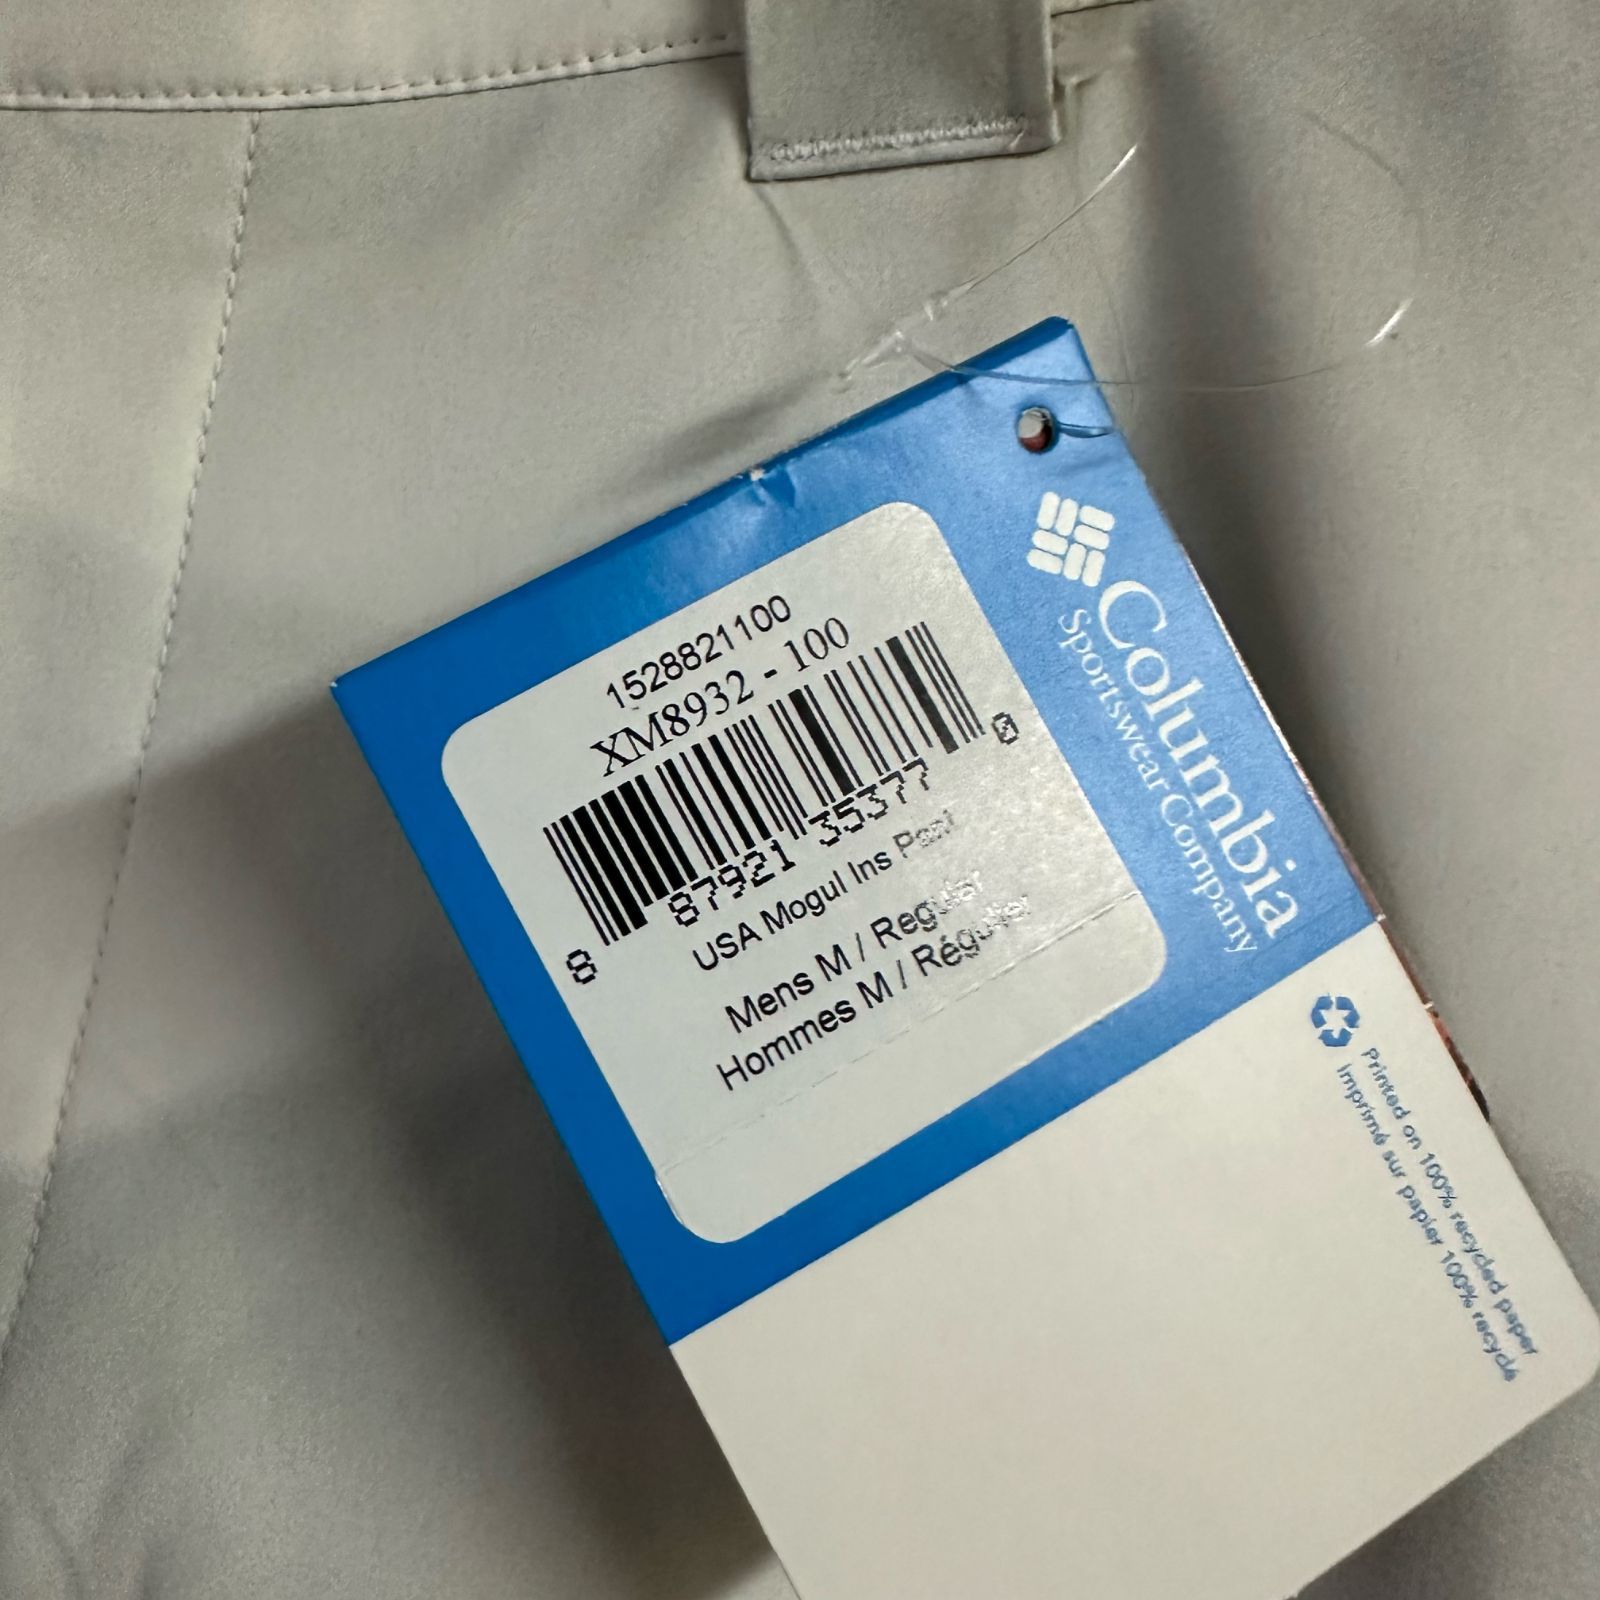 1528821100
XM8932 - 100
8 87921 35377 0
USA Mogul Ins Pant
Mens M / Regular
Hommes M / Régulier
Columbia
Sportswear Company
Printed on 100% recycled paper
Imprimé sur papier 100% recyclé